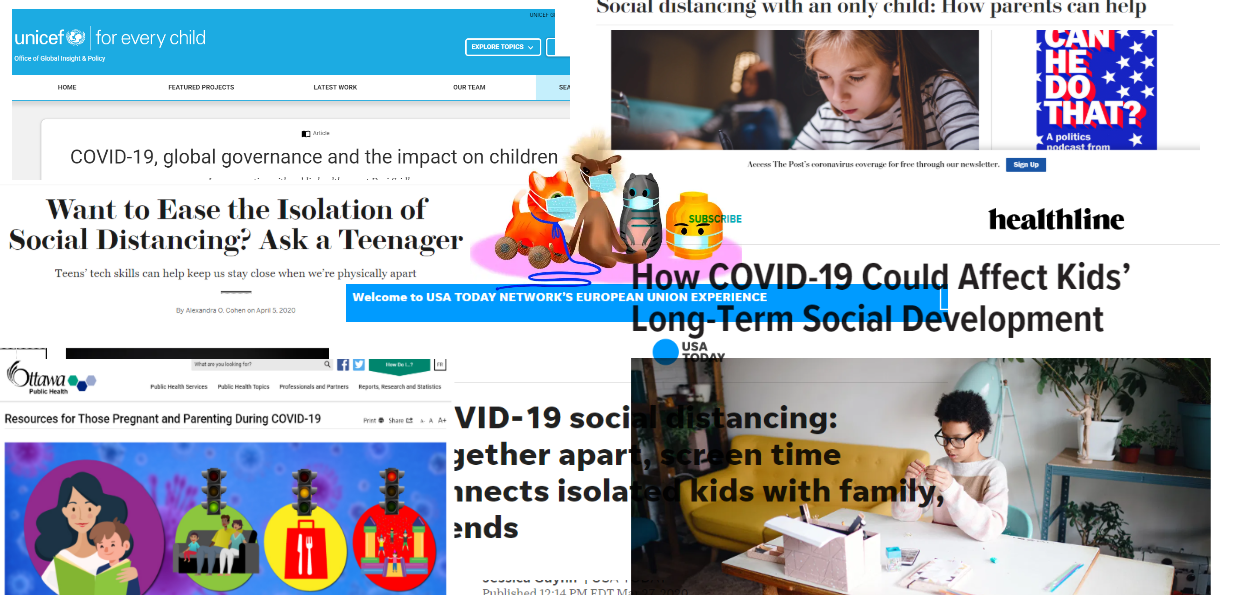 UNICEF
unicef for every child
Office of Global Insight & Policy
EXPLORE TOPICS
HOME
FEATURED PROJECTS
LATEST WORK
OUR TEAM
Article
COVID-19, global governance and the impact on children
Social distancing with an only child: How parents can help
CAN
HE
DO
THAT?
A politics
podcast from
Access The Post's coronavirus coverage for free through our newsletter.
Sign Up
Want to Ease the Isolation of
Social Distancing? Ask a Teenager
Teens' tech skills can help keep us stay close when we're physically apart
By Alexandra O. Cohen on April 5, 2020
SUBSCRIBE
healthline
How COVID-19 Could Affect Kids'
Long-Term Social Development
Welcome to USA TODAY NETWORK'S EUROPEAN UNION EXPERIENCE
USA
TODAY
VID-19 social distancing:
gether apart, screen time
nnects isolated kids with family,
ends
Published 12:14 PM EDT
What are you looking for?
How Do I...?
FR
Ottawa
Public Health
Public Health Services
Public Health Topics
Professionals and Partners
Reports, Research and Statistics
Resources for Those Pregnant and Parenting During COVID-19
Print
Share
A- A A+